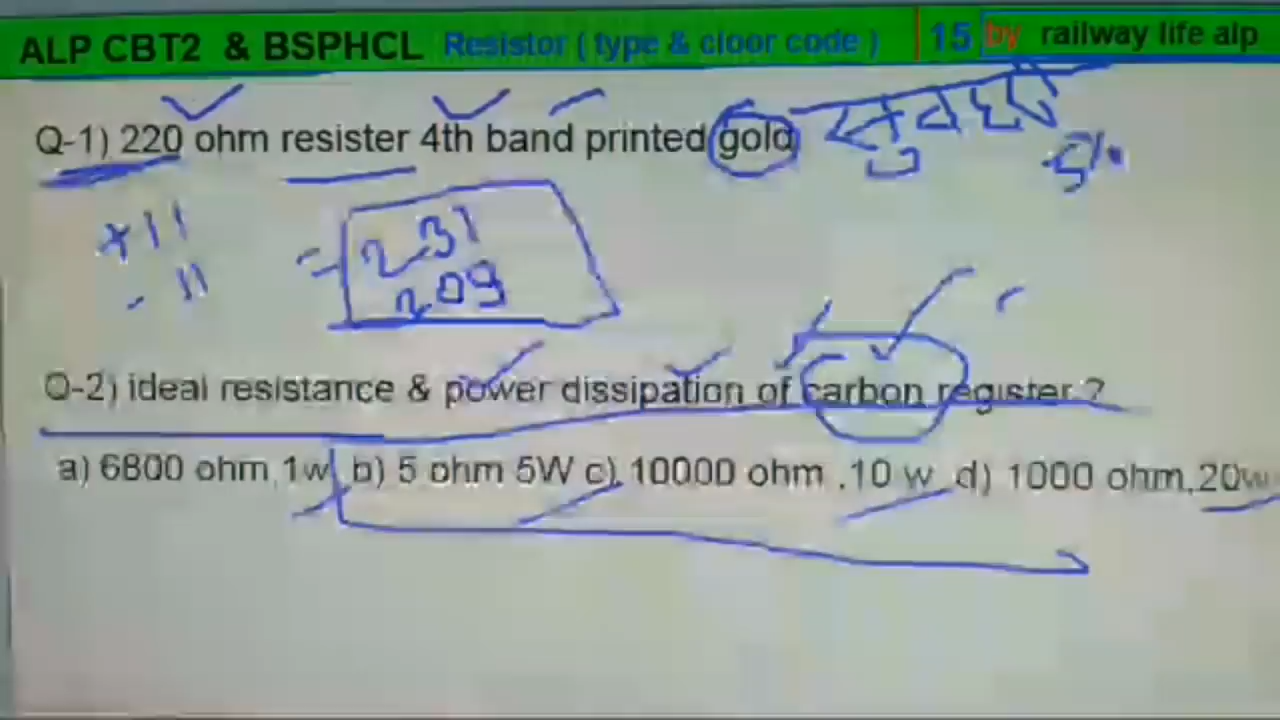 ALP CBT2 & BSPHCL Resistor ( type & cloor code ) 15 by railway life alp
Q-1) 220 ohm resister 4th band printed gold
5%
+11
-11
= 231
209
Q-2) ideal resistance & power dissipation of carbon register ?
a) 6800 ohm 1w b) 5 ohm 5W c) 10000 ohm ,10 w d) 1000 ohm, 20w